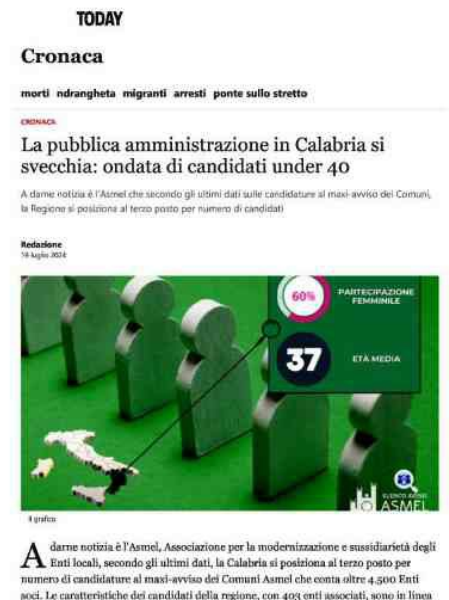 TODAY
Cronaca
morti ndrangheta migranti arresti ponte sullo stretto
CRONACA
La pubblica amministrazione in Calabria si
svecchia: ondata di candidati under 40
A darne notizia è l'Asmel che secondo gli ultimi dati sulle candidature al maxi-avviso dei Comuni,
la Regione si posiziona al terzo posto per numero di candidati
Redazione
luglio 2024
60%
PARTECIPAZIONE
FEMMINILE
37
ETÀ MEDIA
ASMEL
Il grafico
A darne notizia è l'Asmel, Associazione per la modernizzazione e sussidiarietà degli
Enti locali, secondo gli ultimi dati, la Calabria si posiziona al terzo posto per
numero di candidature al maxi-avviso dei Comuni Asmel che conta oltre 4.500 Enti
soci. Le caratteristiche dei candidati della regione, con 403 enti associati, sono in linea